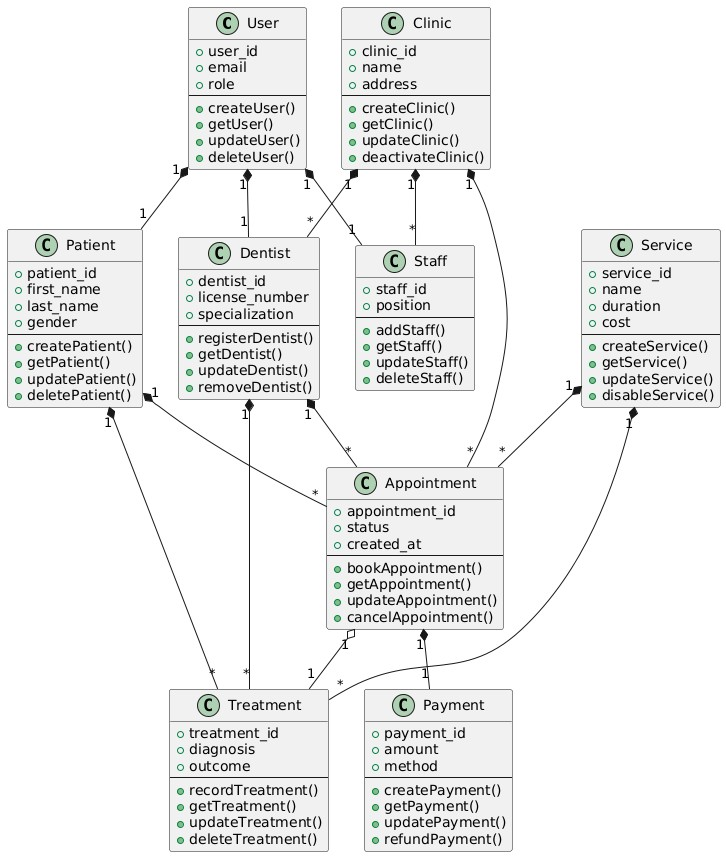 C User
user_id
email
role
createUser()
getUser()
updateUser()
deleteUser()
C Clinic
clinic_id
name
address
createClinic()
getClinic()
updateClinic()
deactivateClinic()
1
1
1
1
1
1
1
1
*
1
*
C Patient
patient_id
first_name
last_name
gender
createPatient()
getPatient()
updatePatient()
deletePatient()
C Dentist
dentist_id
license_number
specialization
registerDentist()
getDentist()
updateDentist()
removeDentist()
C Staff
staff_id
position
addStaff()
getStaff()
updateStaff()
deleteStaff()
C Service
service_id
name
duration
cost
createService()
getService()
updateService()
disableService()
1
1
1
1
1
1
*
*
*
*
C Appointment
appointment_id
status
created_at
bookAppointment()
getAppointment()
updateAppointment()
cancelAppointment()
1
1
*
*
1
1
*
C Treatment
treatment_id
diagnosis
outcome
recordTreatment()
getTreatment()
updateTreatment()
deleteTreatment()
C Payment
payment_id
amount
method
createPayment()
getPayment()
updatePayment()
refundPayment()